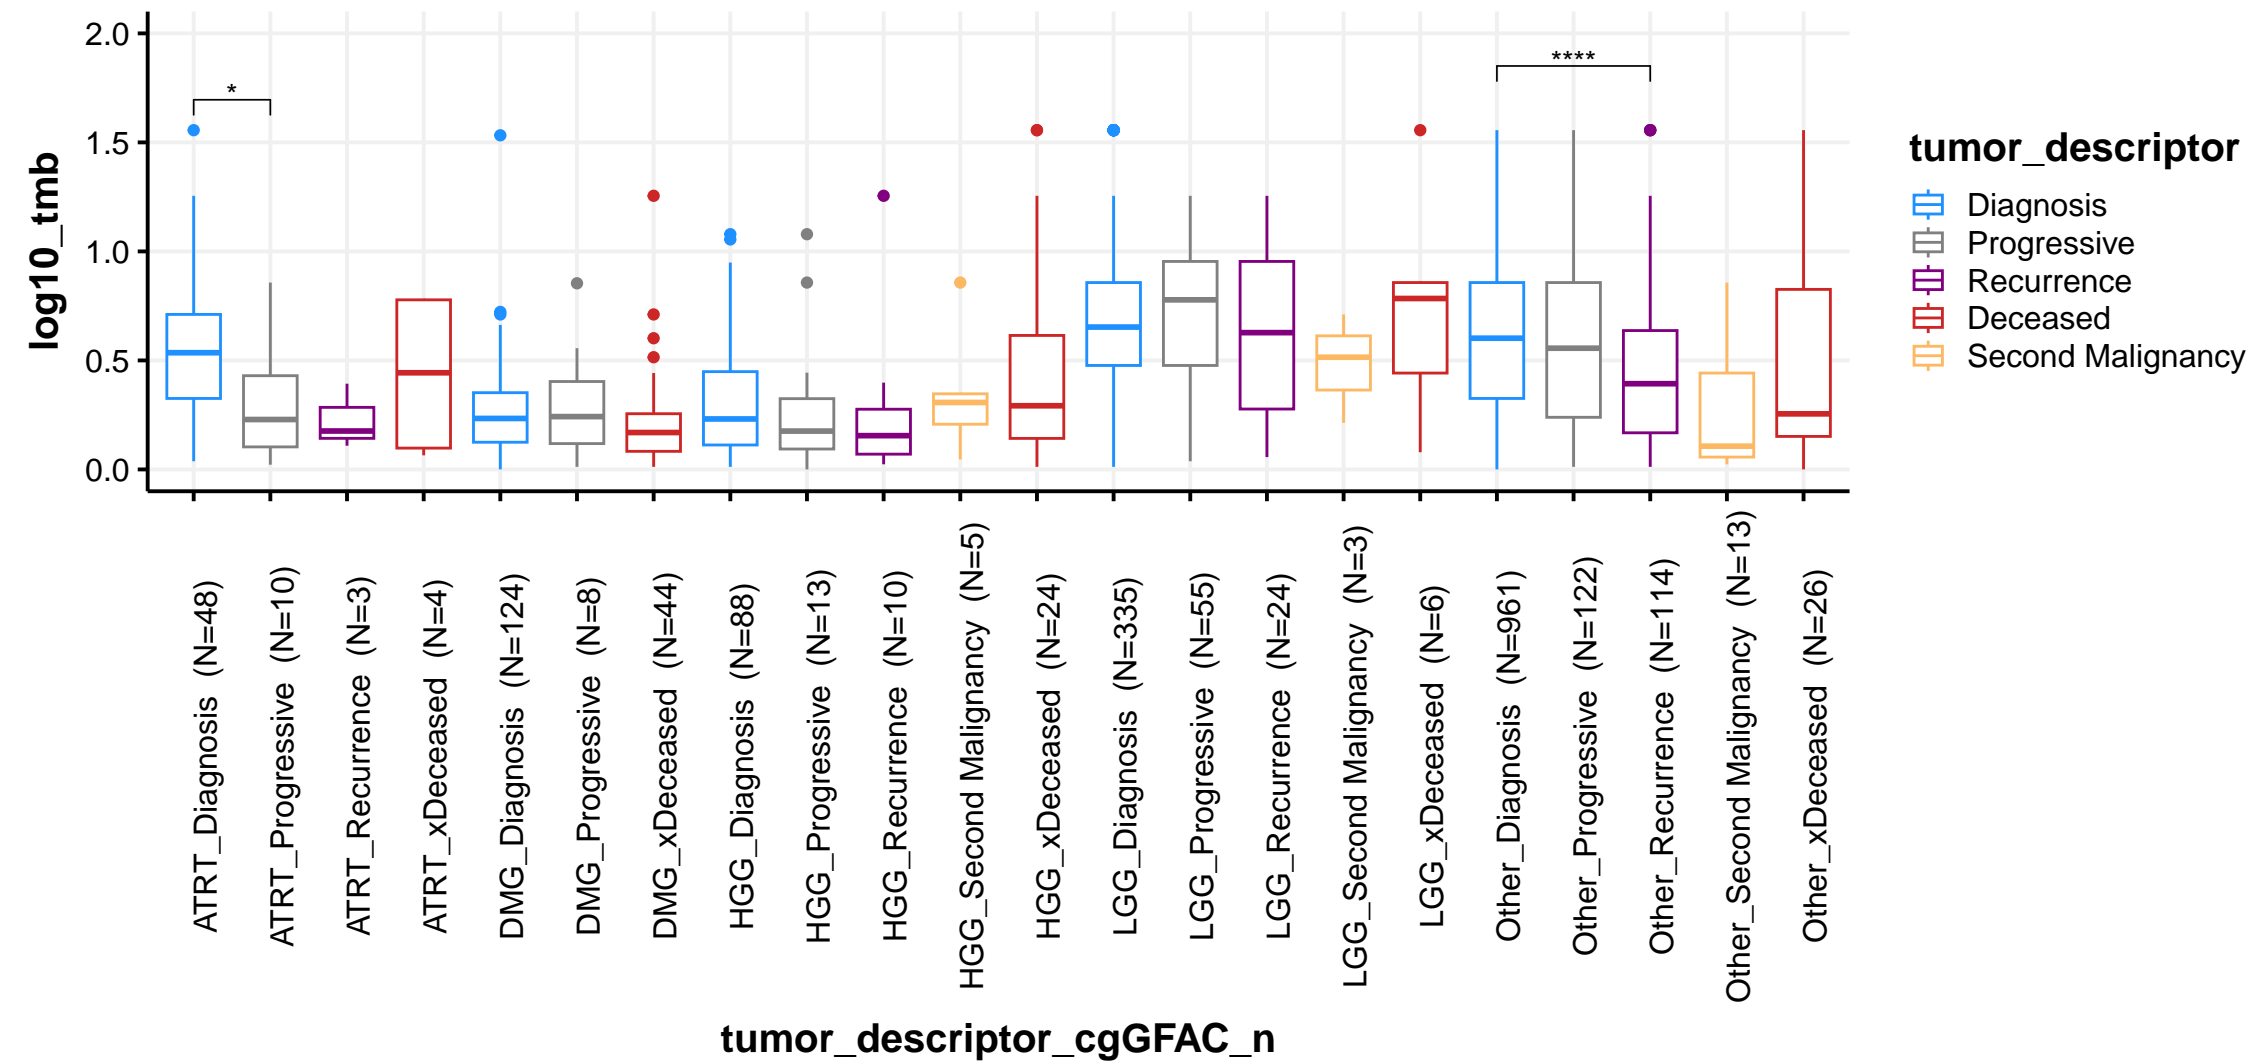 log10_tmb
2.0
1.5
1.0
0.5
0.0
*
****
tumor_descriptor
Diagnosis
Progressive
Recurrence
Deceased
Second Malignancy
ATRT_Diagnosis (N=48)
ATRT_Progressive (N=10)
ATRT_Recurrence (N=3)
ATRT_xDeceased (N=4)
DMG_Diagnosis (N=124)
DMG_Progressive (N=8)
DMG_xDeceased (N=44)
HGG_Diagnosis (N=88)
HGG_Progressive (N=13)
HGG_Recurrence (N=10)
HGG_Second Malignancy (N=5)
HGG_xDeceased (N=24)
LGG_Diagnosis (N=335)
LGG_Progressive (N=55)
LGG_Recurrence (N=24)
LGG_Second Malignancy (N=3)
LGG_xDeceased (N=6)
Other_Diagnosis (N=961)
Other_Progressive (N=122)
Other_Recurrence (N=114)
Other_Second Malignancy (N=13)
Other_xDeceased (N=26)
tumor_descriptor_cgGFAC_n